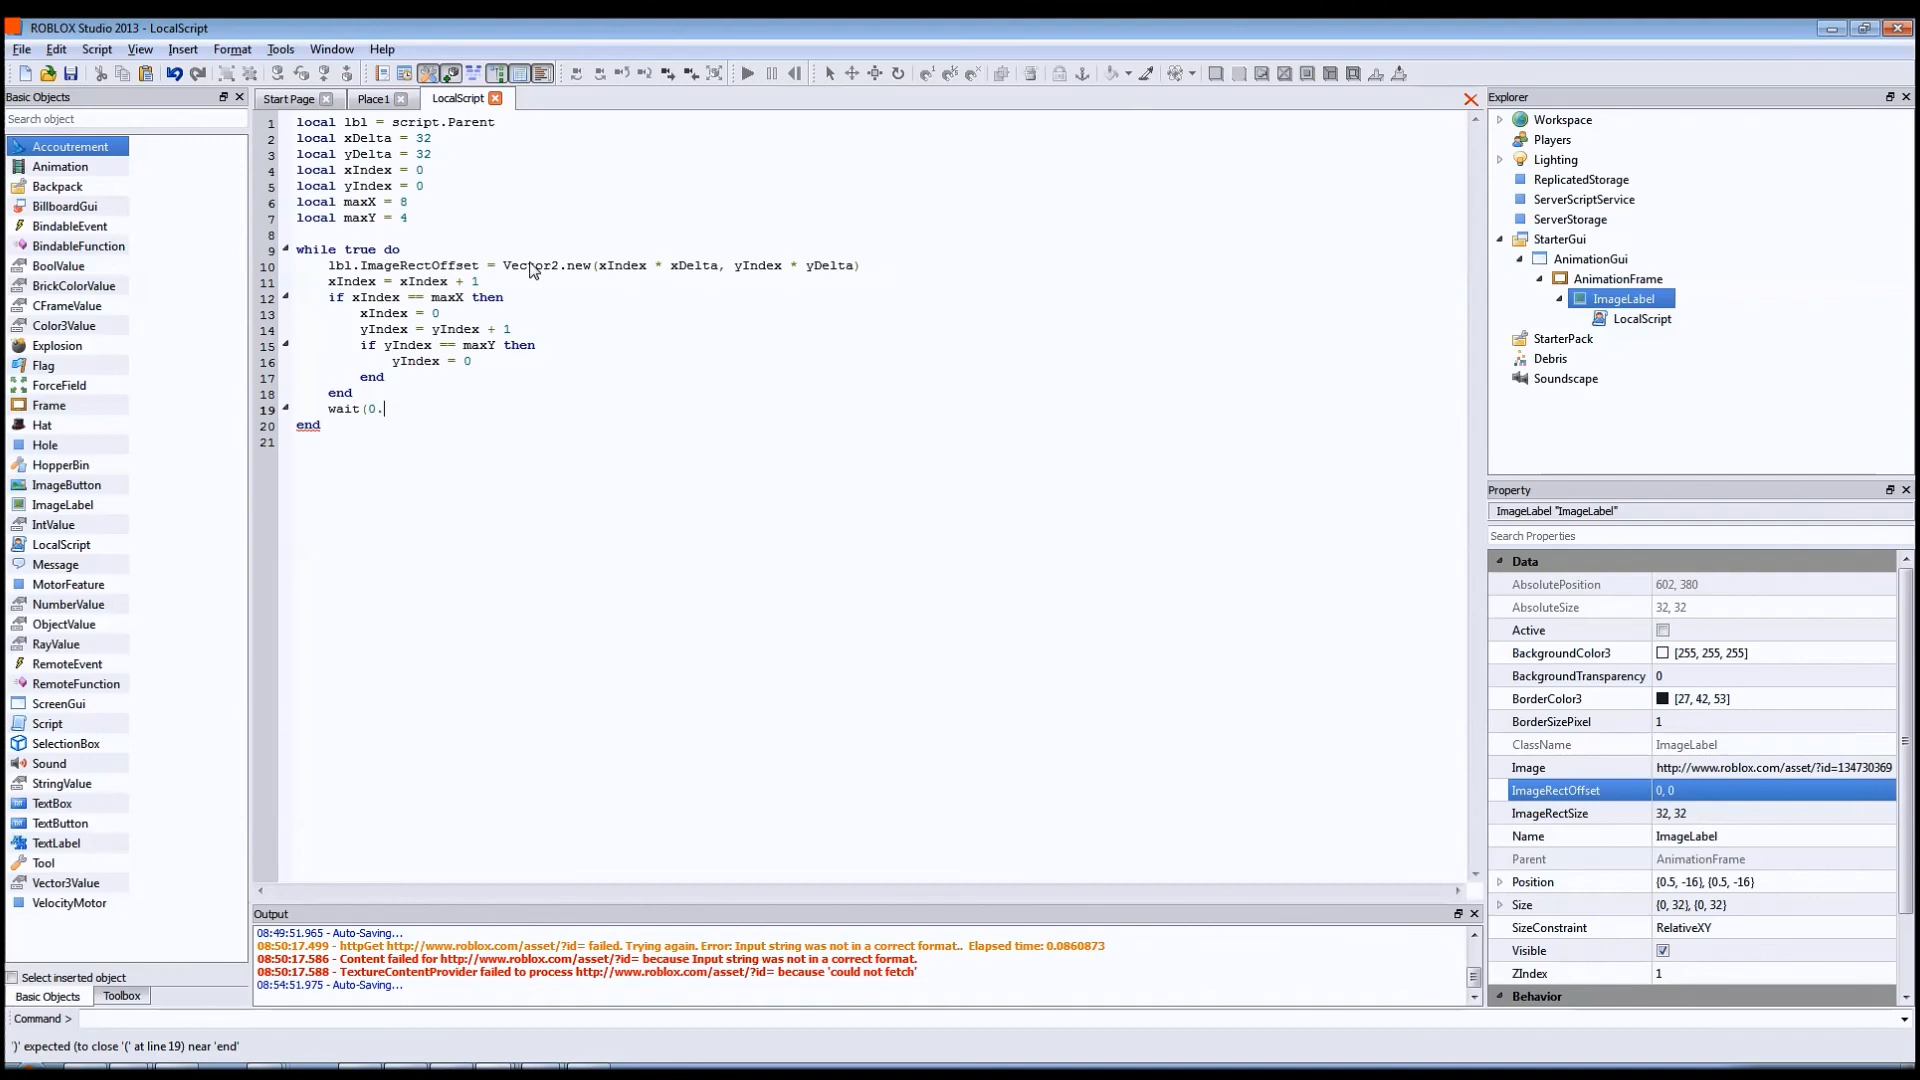 ROBLOX Studio 2013 - LocalScript
File Edit Script View Insert Format Tools Window Help
Basic Objects
Search object
Accoutrement
Animation
Backpack
BillboardGui
BindableEvent
BindableFunction
BoolValue
BrickColorValue
CFrameValue
Color3Value
Explosion
Flag
ForceField
Frame
Hat
Hole
HopperBin
ImageButton
ImageLabel
IntValue
LocalScript
Message
MotorFeature
NumberValue
ObjectValue
RayValue
RemoteEvent
RemoteFunction
ScreenGui
Script
SelectionBox
Sound
StringValue
TextBox
TextButton
TextLabel
Tool
Vector3Value
VelocityMotor
Select inserted object
Basic Objects Toolbox
Start Page Place1 LocalScript
1 local lbl = script.Parent
2 local xDelta = 32
3 local yDelta = 32
4 local xIndex = 0
5 local yIndex = 0
6 local maxX = 8
7 local maxY = 4
8
9 while true do
10 lbl.ImageRectOffset = Vector2.new(xIndex * xDelta, yIndex * yDelta)
11 xIndex = xIndex + 1
12 if xIndex == maxX then
13 xIndex = 0
14 yIndex = yIndex + 1
15 if yIndex == maxY then
16 yIndex = 0
17 end
18 end
19 wait(0.
20 end
21
Output
08:49:51.965 - Auto-Saving...
08:50:17.499 - httpGet http://www.roblox.com/asset/?id= failed. Trying again. Error: Input string was not in a correct format.. Elapsed time: 0.0860873
08:50:17.586 - Content failed for http://www.roblox.com/asset/?id= because Input string was not in a correct format.
08:50:17.588 - TextureContentProvider failed to process http://www.roblox.com/asset/?id= because 'could not fetch'
08:54:51.975 - Auto-Saving...
Explorer
Workspace
Players
Lighting
ReplicatedStorage
ServerScriptService
ServerStorage
StarterGui
AnimationGui
AnimationFrame
ImageLabel
LocalScript
StarterPack
Debris
Soundscape
Property
ImageLabel "ImageLabel"
Search Properties
Data
AbsolutePosition 602, 380
AbsoluteSize 32, 32
Active
BackgroundColor3 [255, 255, 255]
BackgroundTransparency 0
BorderColor3 [27, 42, 53]
BorderSizePixel 1
ClassName ImageLabel
Image http://www.roblox.com/asset/?id=134730369
ImageRectOffset 0, 0
ImageRectSize 32, 32
Name ImageLabel
Parent AnimationFrame
Position {0.5, -16}, {0.5, -16}
Size {0, 32}, {0, 32}
SizeConstraint RelativeXY
Visible
ZIndex 1
Behavior
Command >
')' expected (to close '(' at line 19) near 'end'